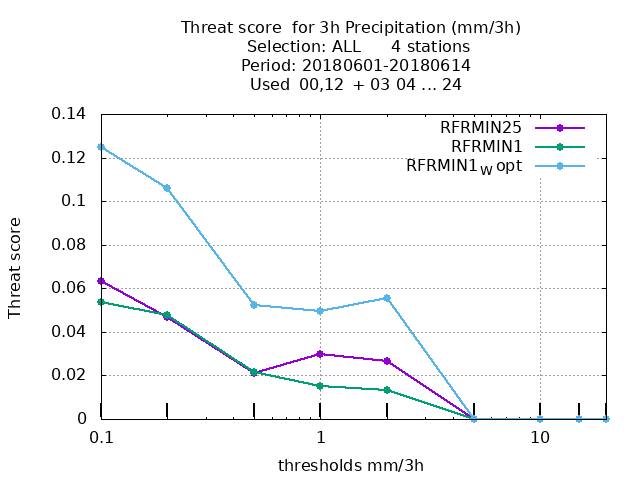 Threat score  for 3h Precipitation (mm/3h)
Selection: ALL      4 stations
Period: 20180601-20180614
Used  00,12  + 03 04 ... 24
0.14
0.12
0.1
0.08
0.06
0.04
0.02
0
0.1
1
10
Threat score
thresholds mm/3h
RFRMIN25
RFRMIN1
RFRMIN1W opt